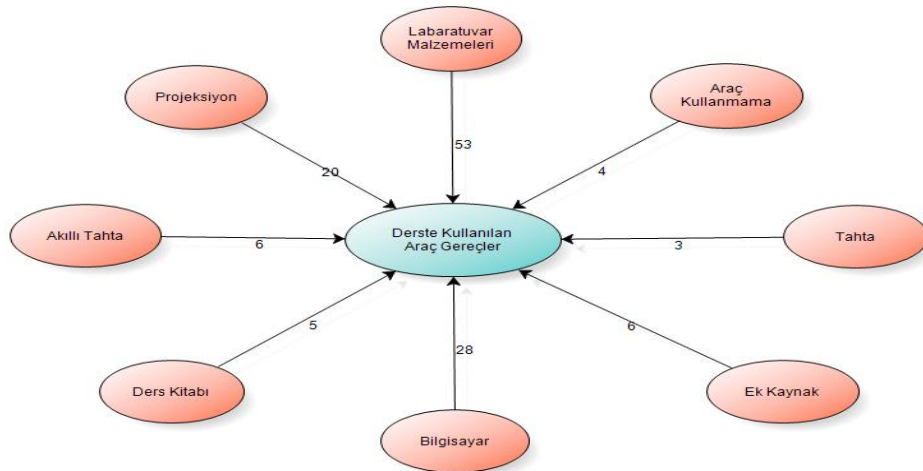 Labaratuvar
Malzemeleri
Projeksiyon
Araç
Kullanmama
53
20
4
Akıllı Tahta
6
Derste Kullanılan
Araç Gereçler
3
Tahta
5
6
28
Ders Kitabı
Ek Kaynak
Bilgisayar